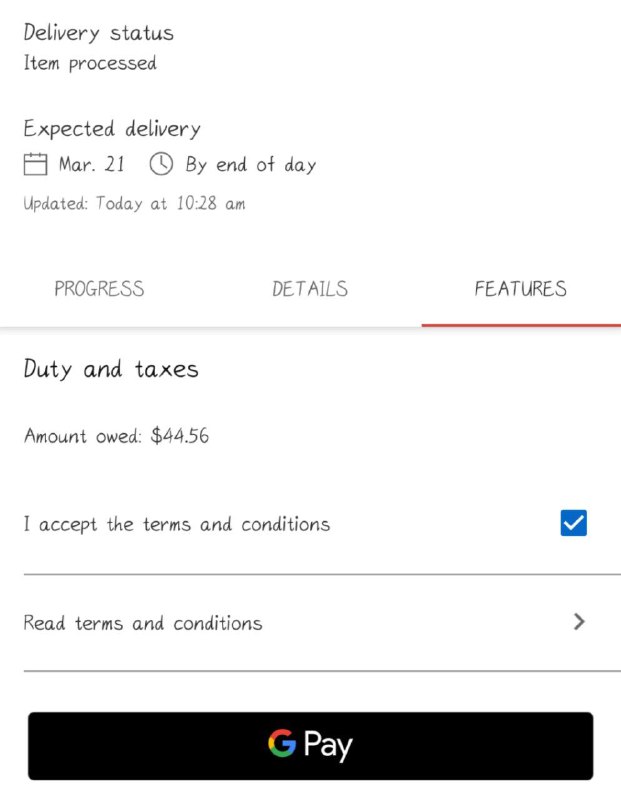 Delivery status
Item processed
Expected delivery
Mar. 21 By end of day
Updated: Today at 10:28 am
PROGRESS DETAILS FEATURES
Duty and taxes
Amount owed: $44.56
I accept the terms and conditions
Read terms and conditions
G Pay